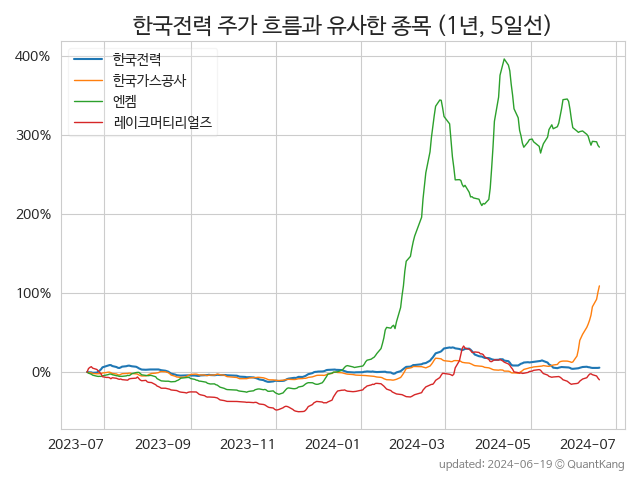 한국전력 주가 흐름과 유사한 종목 (1년, 5일선)
한국전력
한국가스공사
엔켐
레이크머티리얼즈
400%
300%
200%
100%
0%
2023-07 2023-09 2023-11 2024-01 2024-03 2024-05 2024-07
updated: 2024-06-19 © QuantKang